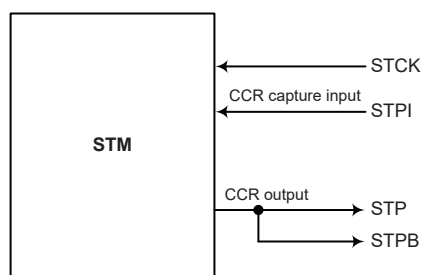 STCK
CCR capture input
STPI
STM
CCR output
STP
STPB